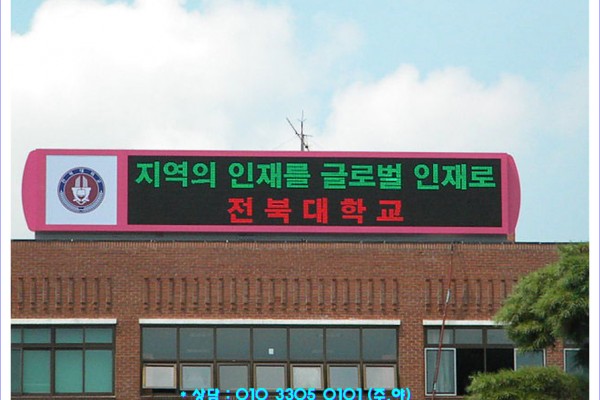 지역의 인재를 글로벌 인재로
전북대학교
* 상담 : 010 3305 0101 (주.야)